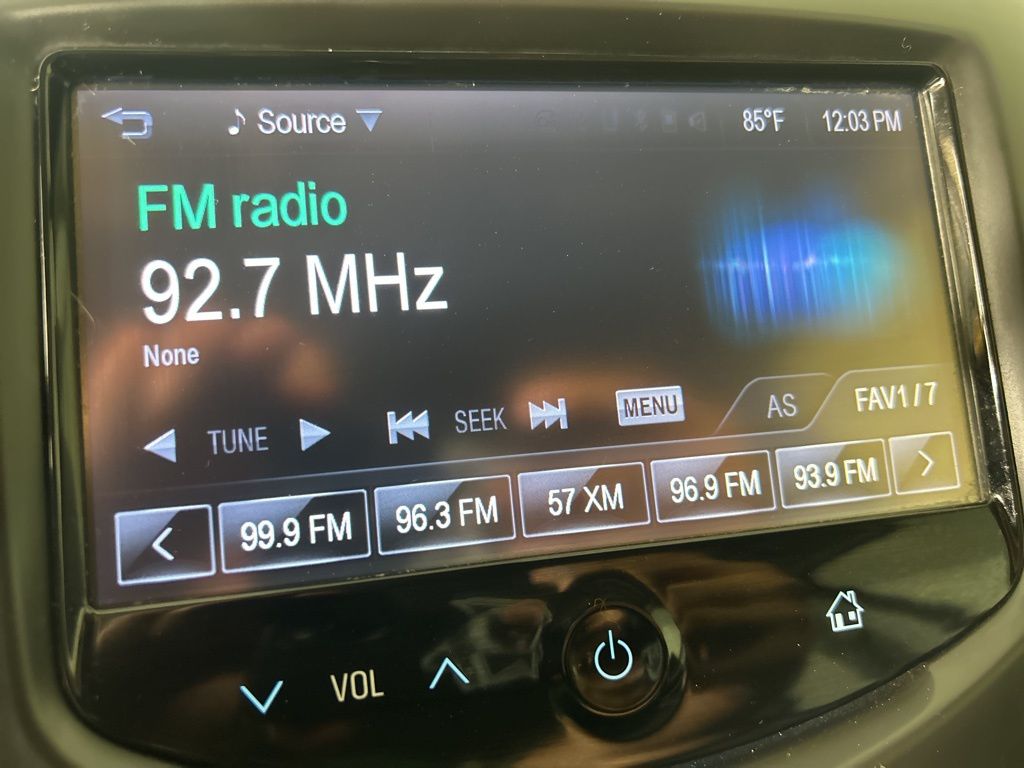 Source
85°F
12:03 PM
FM radio
92.7 MHz
None
TUNE
SEEK
MENU
AS
FAV1/7
99.9 FM
96.3 FM
57 XM
96.9 FM
93.9 FM
VOL